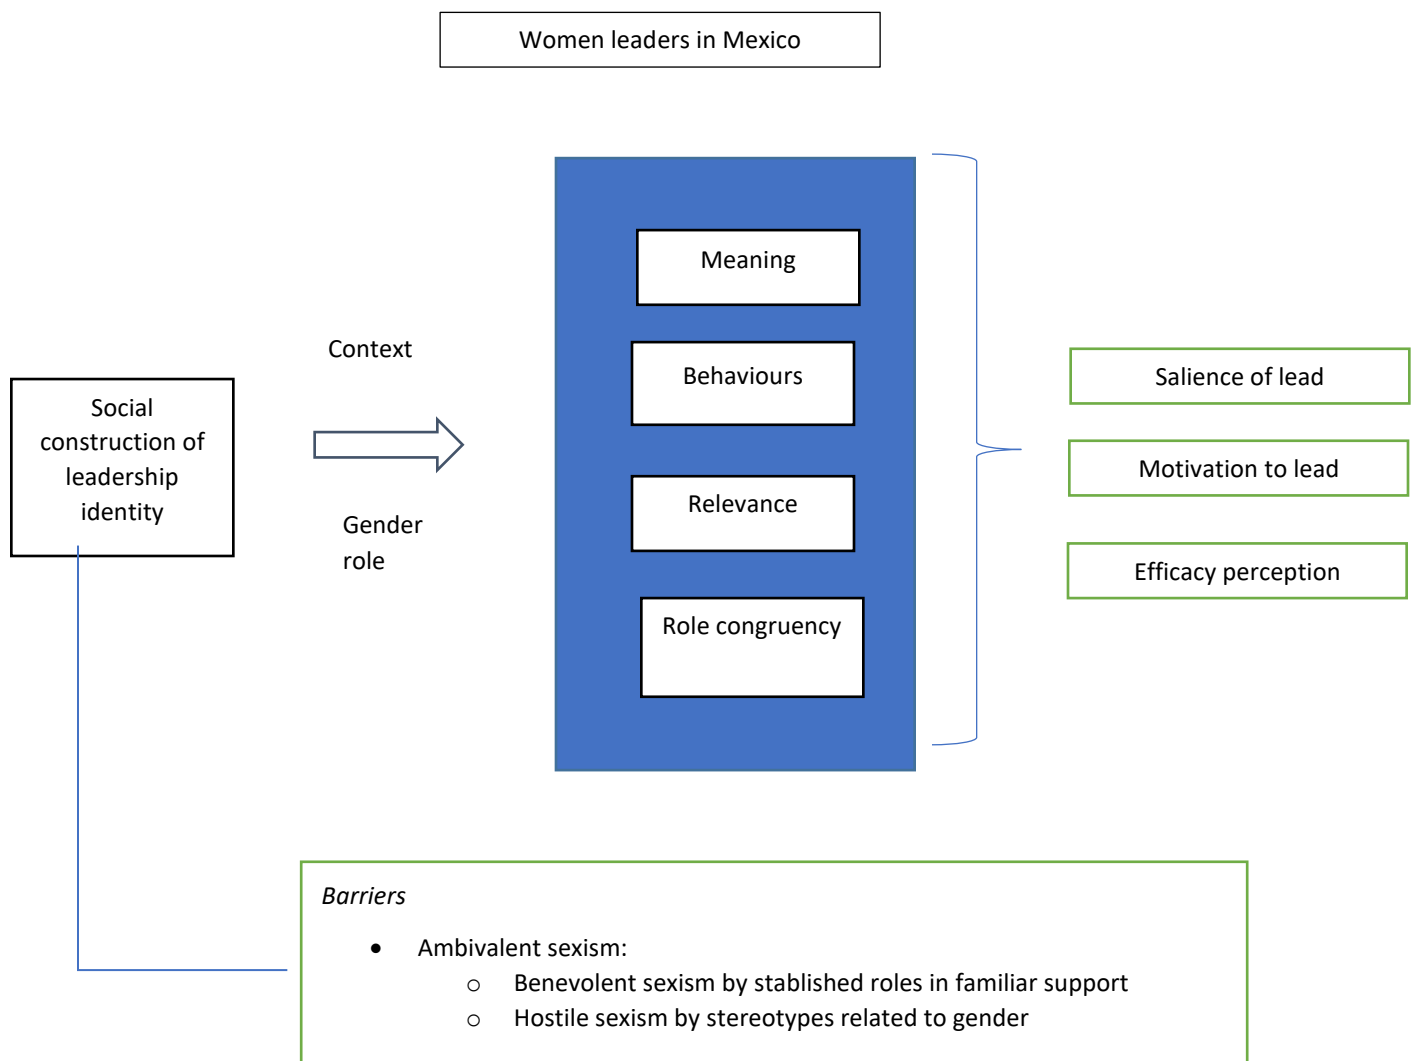 Women leaders in Mexico
Meaning
Context
Behaviours
Salience of lead
Social
construction of
leadership
identity
Motivation to lead
Relevance
Gender
role
Efficacy perception
Role congruency
Barriers
• Ambivalent sexism:
o Benevolent sexism by stablished roles in familiar support
o Hostile sexism by stereotypes related to gender